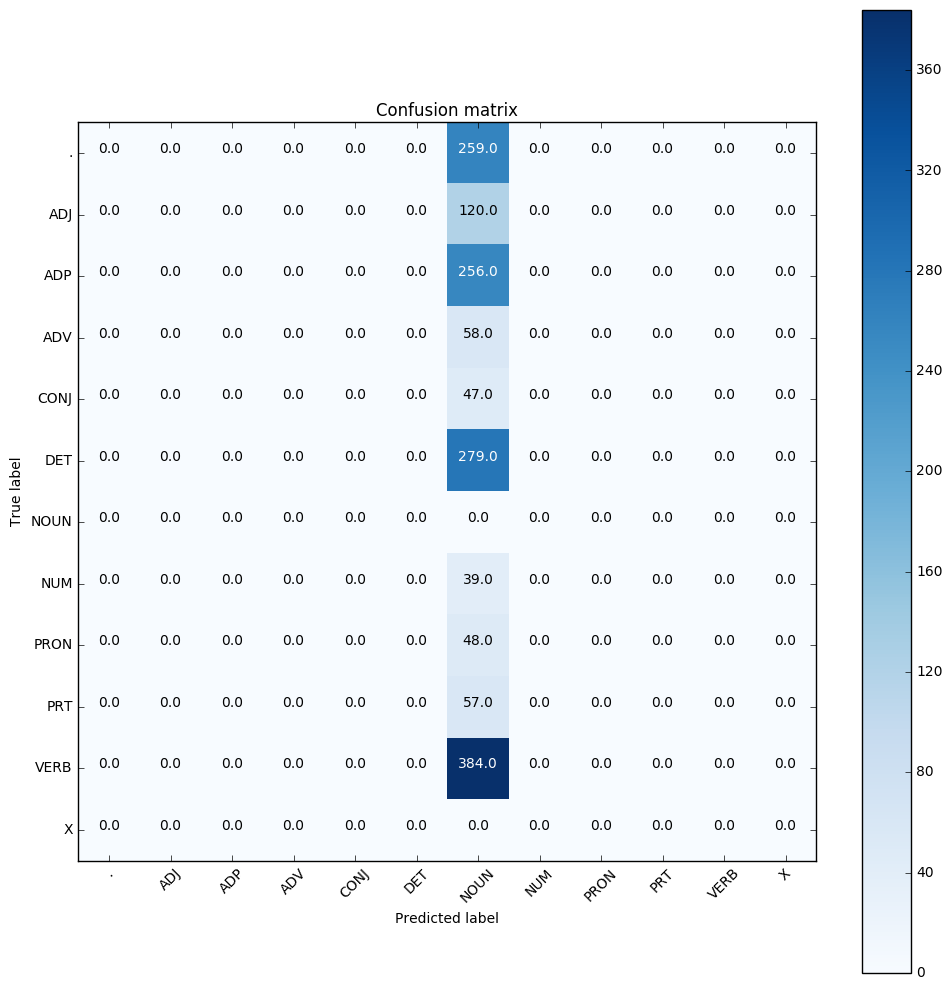 Confusion matrix
. 0.0 0.0 0.0 0.0 0.0 0.0 259.0 0.0 0.0 0.0 0.0 0.0
ADJ 0.0 0.0 0.0 0.0 0.0 0.0 120.0 0.0 0.0 0.0 0.0 0.0
ADP 0.0 0.0 0.0 0.0 0.0 0.0 256.0 0.0 0.0 0.0 0.0 0.0
ADV 0.0 0.0 0.0 0.0 0.0 0.0 58.0 0.0 0.0 0.0 0.0 0.0
CONJ 0.0 0.0 0.0 0.0 0.0 0.0 47.0 0.0 0.0 0.0 0.0 0.0
DET 0.0 0.0 0.0 0.0 0.0 0.0 279.0 0.0 0.0 0.0 0.0 0.0
NOUN 0.0 0.0 0.0 0.0 0.0 0.0 0.0 0.0 0.0 0.0 0.0 0.0
NUM 0.0 0.0 0.0 0.0 0.0 0.0 39.0 0.0 0.0 0.0 0.0 0.0
PRON 0.0 0.0 0.0 0.0 0.0 0.0 48.0 0.0 0.0 0.0 0.0 0.0
PRT 0.0 0.0 0.0 0.0 0.0 0.0 57.0 0.0 0.0 0.0 0.0 0.0
VERB 0.0 0.0 0.0 0.0 0.0 0.0 384.0 0.0 0.0 0.0 0.0 0.0
X 0.0 0.0 0.0 0.0 0.0 0.0 0.0 0.0 0.0 0.0 0.0 0.0
. ADJ ADP ADV CONJ DET NOUN NUM PRON PRT VERB X
True label
Predicted label
360
320
280
240
200
160
120
80
40
0